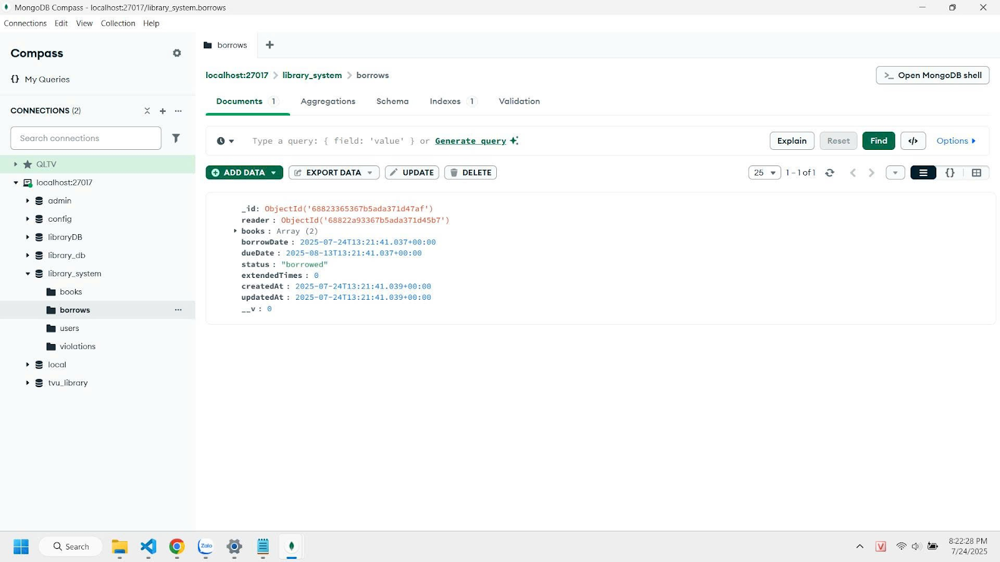 MongoDB Compass - localhost:27017/library_system.borrows
Connections Edit View Collection Help
Compass
{} My Queries
CONNECTIONS (2)
Search connections
QLTV
localhost:27017
admin
config
libraryDB
library_db
library_system
books
borrows
users
violations
local
tvu_library
borrows
localhost:27017 > library_system > borrows
>_ Open MongoDB shell
Documents 1 Aggregations Schema Indexes 1 Validation
Type a query: { field: 'value' } or Generate query
Explain Reset Find </> Options
ADD DATA EXPORT DATA UPDATE DELETE
25 1 – 1 of 1 {}
_id: ObjectId('68823365367b5ada371d47af')
reader : ObjectId('68822a93367b5ada371d45b7')
books : Array (2)
borrowDate : 2025-07-24T13:21:41.037+00:00
dueDate : 2025-08-13T13:21:41.037+00:00
status : "borrowed"
extendedTimes : 0
createdAt : 2025-07-24T13:21:41.039+00:00
updatedAt : 2025-07-24T13:21:41.039+00:00
__v : 0
Search
Zalo
V
8:22:28 PM
7/24/2025